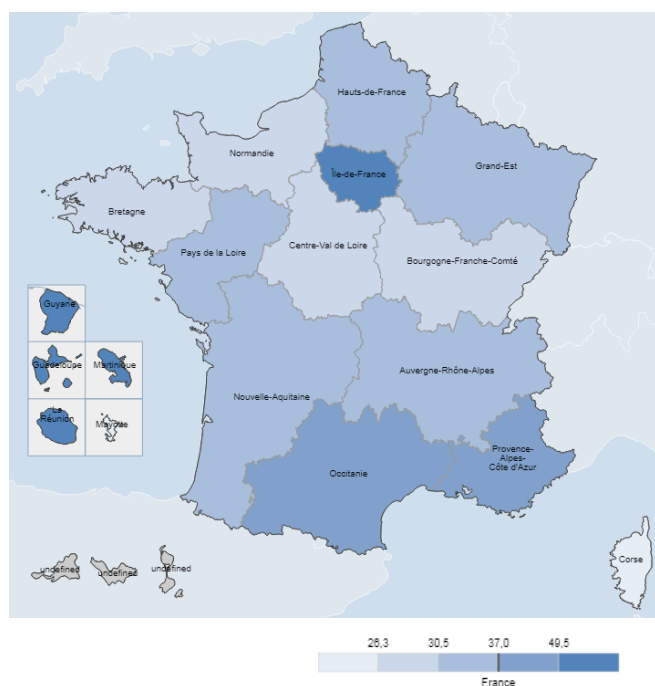 Hauts-de-France
Normandie
Île-de-France
Grand-Est
Bretagne
Pays de la Loire
Centre-Val de Loire
Bourgogne-Franche-Comté
Guyane
Guadeloupe
Martinique
La
Réunion
Mayotte
Auvergne-Rhône-Alpes
Nouvelle-Aquitaine
Provence-
Alpes-
Côte d'Azur
Occitanie
undefined
undefined
undefined
Corse
26,3 30,5 37,0 49,5
France